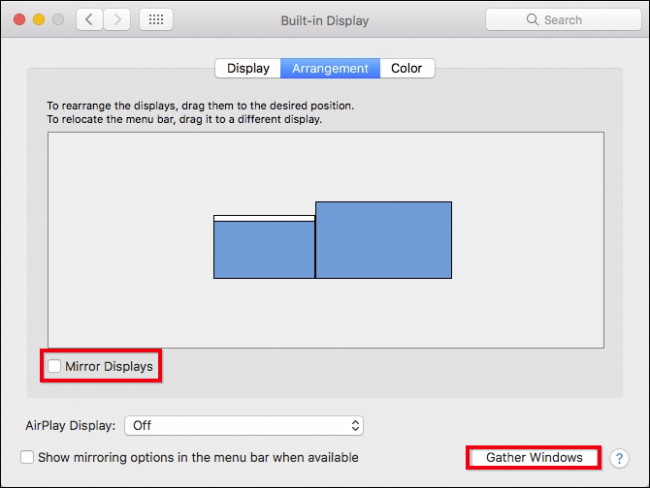 Built-in Display
Search
Display
Arrangement
Color
To rearrange the displays, drag them to the desired position.
To relocate the menu bar, drag it to a different display.
Mirror Displays
AirPlay Display: Off
Show mirroring options in the menu bar when available
Gather Windows
?